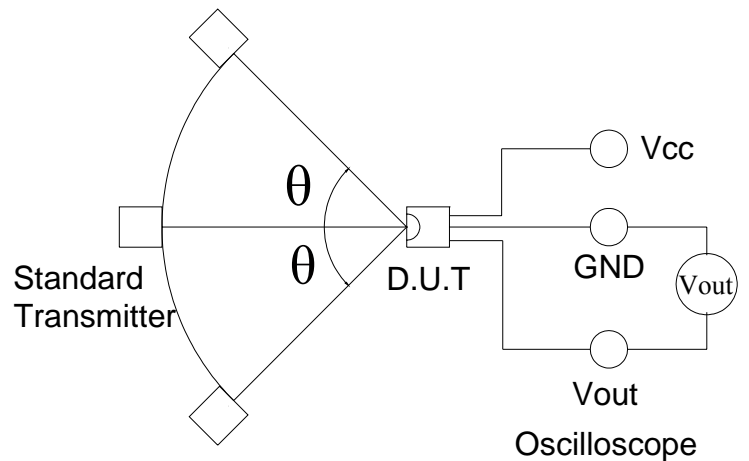 Vcc
θ
θ
GND
D.U.T
Standard
Transmitter
Vout
Vout
Oscilloscope